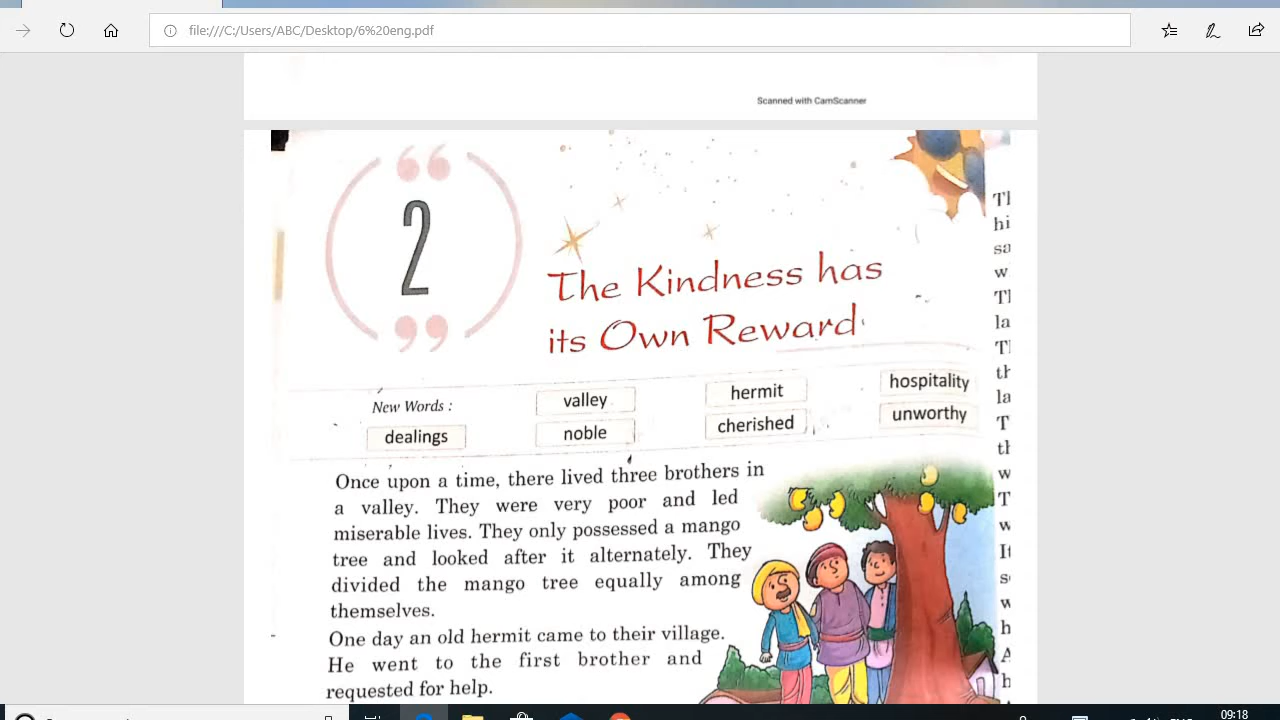 file:///C:/Users/ABC/Desktop/6%20eng.pdf
Scanned with CamScanner
2
The Kindness has
its Own Reward
New Words :
valley
hermit
hospitality
dealings
noble
cherished
unworthy
Once upon a time, there lived three brothers in
a valley. They were very poor and led
miserable lives. They only possessed a mango
tree and looked after it alternately. They
divided the mango tree equally among
themselves.
One day an old hermit came to their village.
He went to the first brother and
requested for help.
09:18